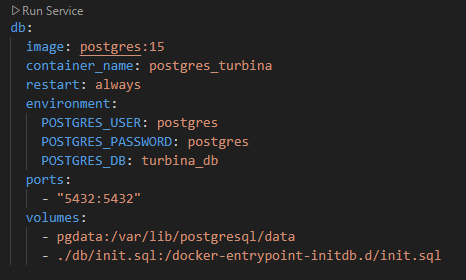 Run Service
db:
  image: postgres:15
  container_name: postgres_turbina
  restart: always
  environment:
    POSTGRES_USER: postgres
    POSTGRES_PASSWORD: postgres
    POSTGRES_DB: turbina_db
  ports:
    - "5432:5432"
  volumes:
    - pgdata:/var/lib/postgresql/data
    - ./db/init.sql:/docker-entrypoint-initdb.d/init.sql